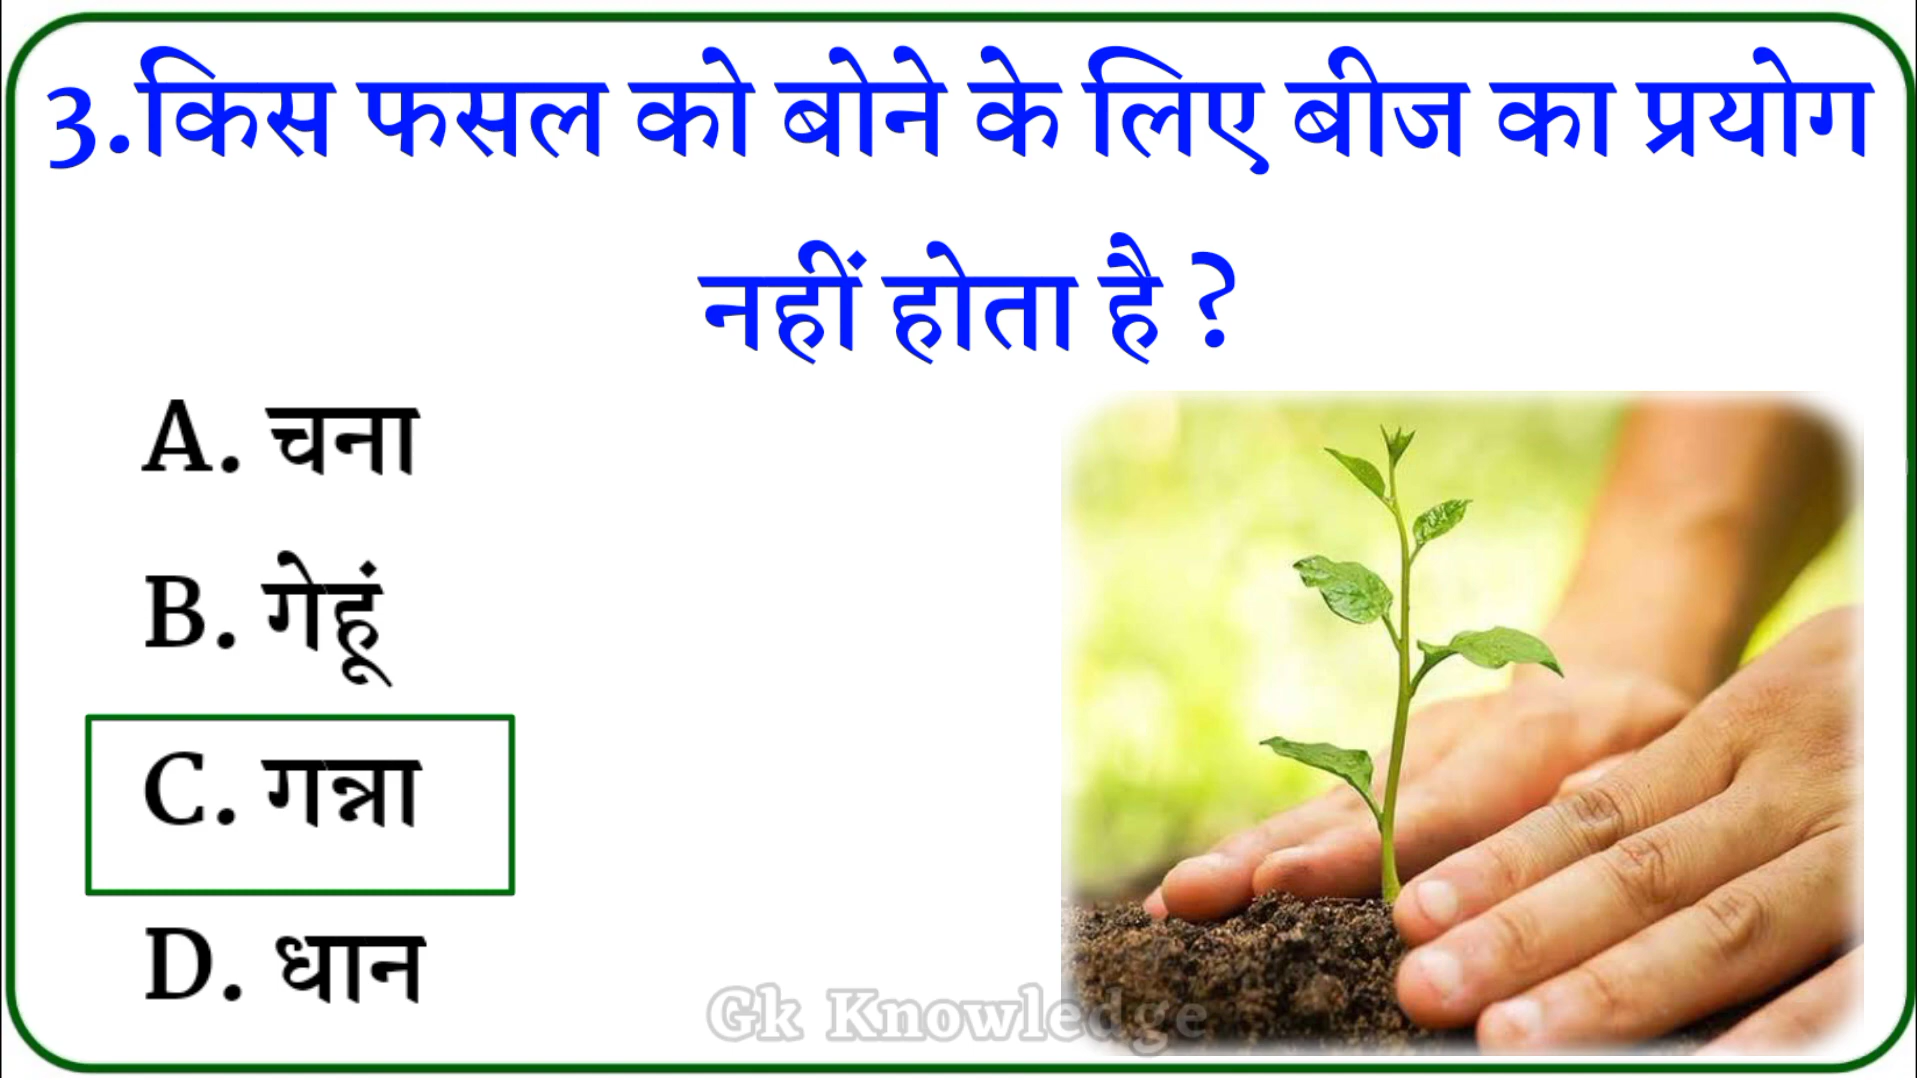 3.किस फसल को बोने के लिए बीज का प्रयोग
नहीं होता है ?
A. चना
B. गेहूं
C. गन्ना
D. धान
Gk Knowledge